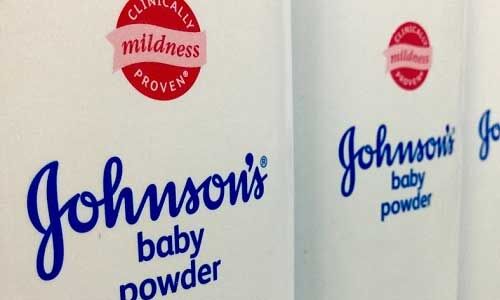 CLINICALLY
mildness
PROVEN®
Johnson's®
baby
powder
CLINICALLY
mildness
PROVEN
Johnson's
baby
powder
J